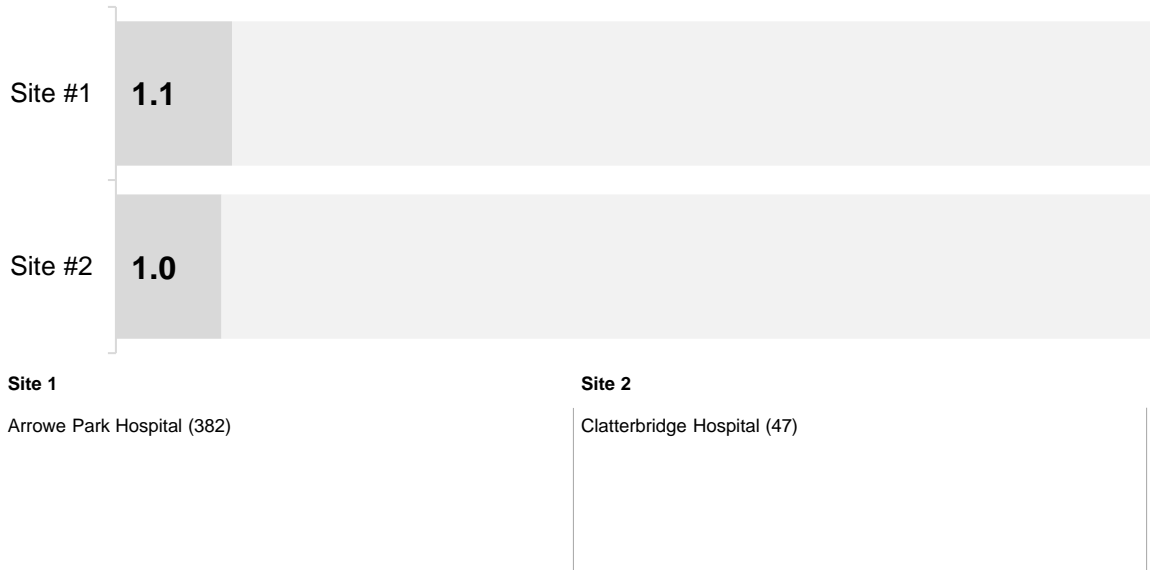 Site #1 1.1
Site #2 1.0
Site 1 Site 2
Arrowe Park Hospital (382) Clatterbridge Hospital (47)